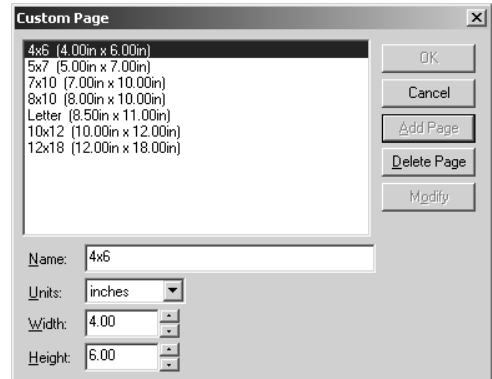 Custom Page
4x6 (4.00in x 6.00in)
5x7 (5.00in x 7.00in)
7x10 (7.00in x 10.00in)
8x10 (8.00in x 10.00in)
Letter (8.50in x 11.00in)
10x12 (10.00in x 12.00in)
12x18 (12.00in x 18.00in)
OK
Cancel
Add Page
Delete Page
Modify
Name: 4x6
Units: inches
Width: 4.00
Height: 6.00